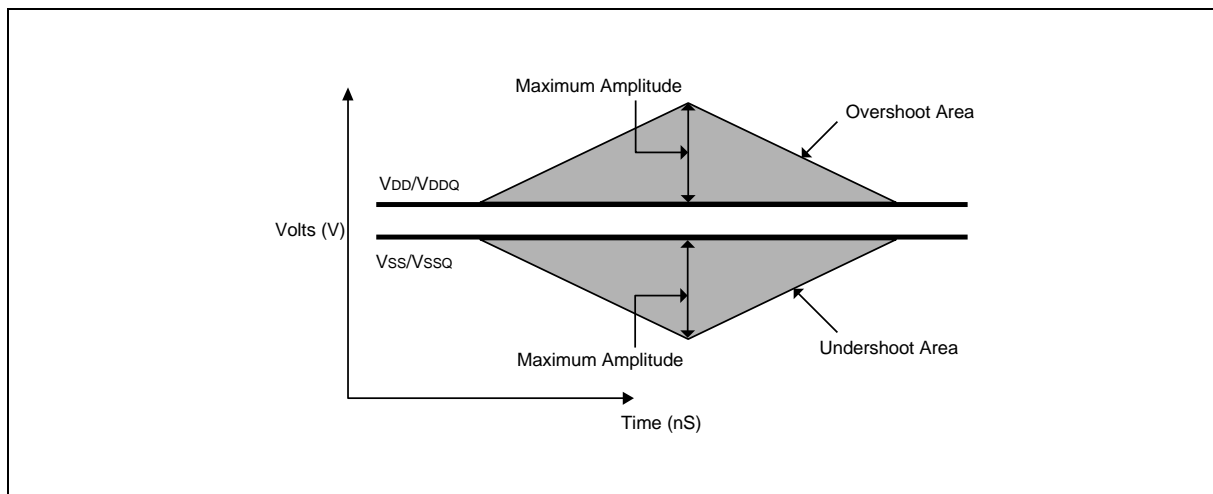 Maximum Amplitude
Overshoot Area
VDD/VDDQ
Volts (V)
VSS/VSSQ
Maximum Amplitude
Undershoot Area
Time (nS)